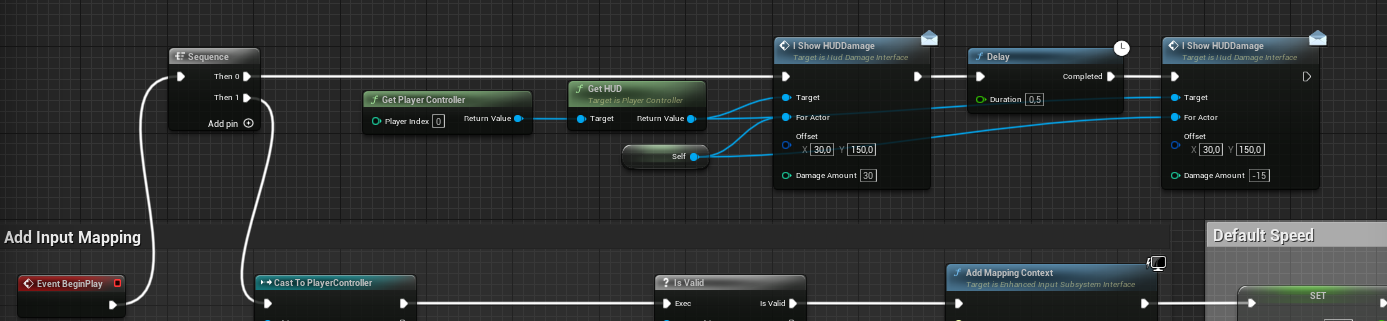 Sequence
Then 0
Then 1
Add pin
Get Player Controller
Player Index 0
Return Value
Get HUD
Target is Player Controller
Target
Return Value
Self
I Show HUDDamage
Target is Hud Damage Interface
Target
For Actor
Offset
X 30,0 Y 150,0
Damage Amount 30
Delay
Completed
Duration 0,5
I Show HUDDamage
Target is Hud Damage Interface
Target
For Actor
Offset
X 30,0 Y 150,0
Damage Amount -15
Add Input Mapping
Default Speed
Event BeginPlay
Cast To PlayerController
Is Valid
Exec
Is Valid
Add Mapping Context
Target is Enhanced Input Subsystem Interface
SET